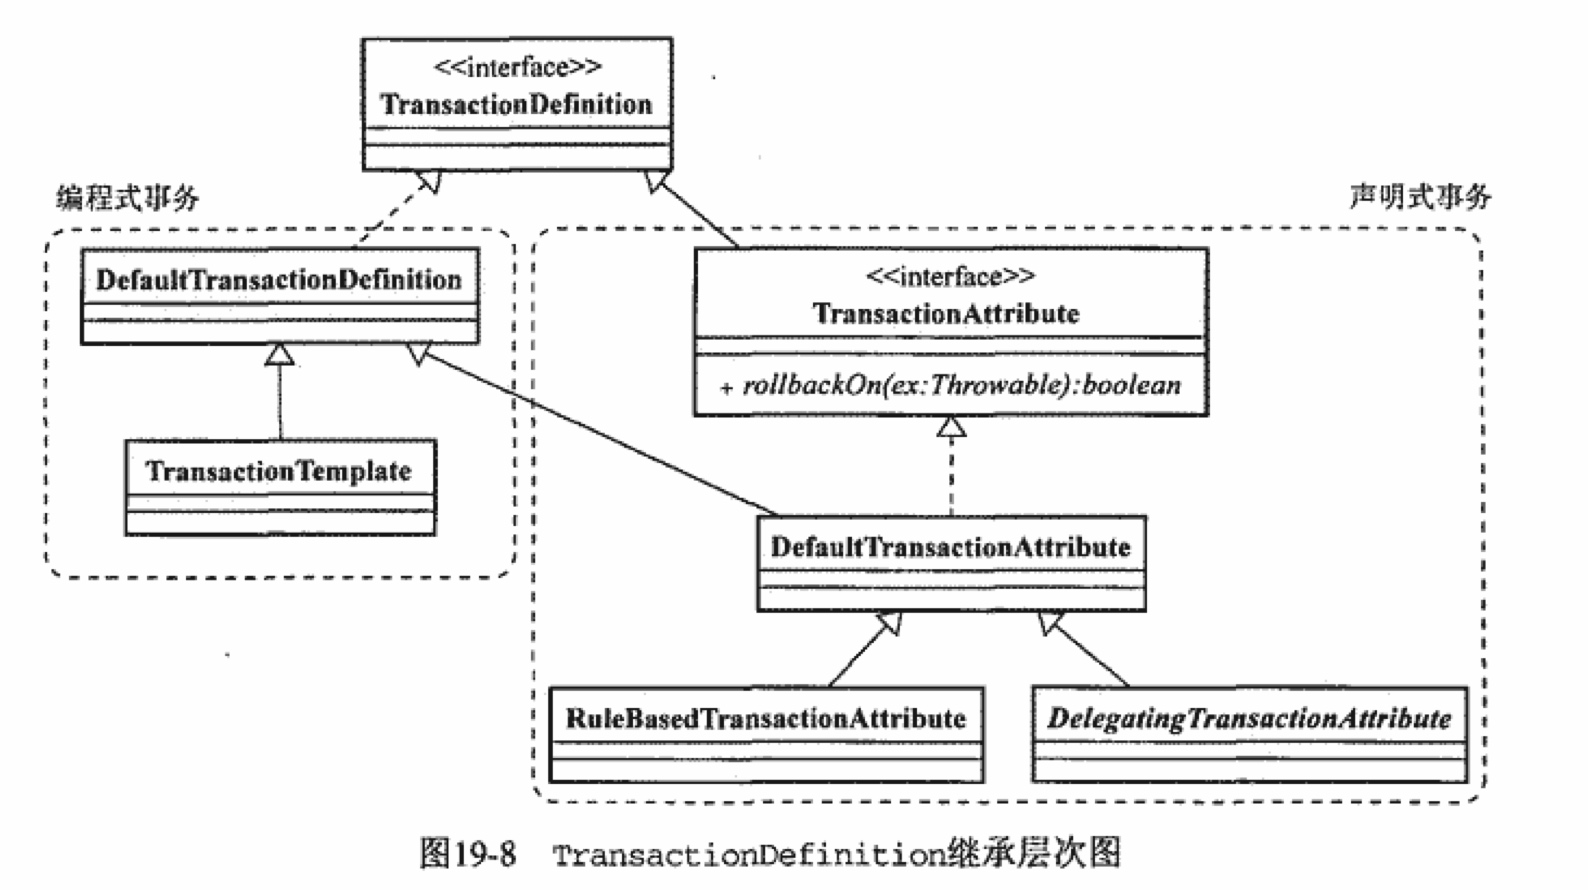 <<interface>>
TransactionDefinition
编程式事务
声明式事务
DefaultTransactionDefinition
<<interface>>
TransactionAttribute
+ rollbackOn(ex:Throwable):boolean
TransactionTemplate
DefaultTransactionAttribute
RuleBasedTransactionAttribute
DelegatingTransactionAttribute
图19-8 TransactionDefinition继承层次图